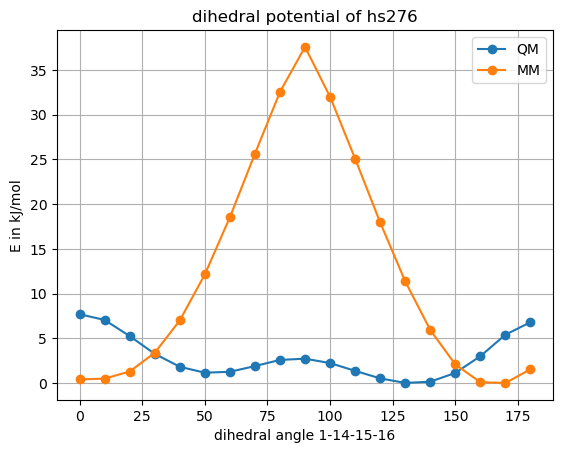 dihedral potential of hs276
QM
MM
E in kJ/mol
35
30
25
20
15
10
5
0
0 25 50 75 100 125 150 175
dihedral angle 1-14-15-16